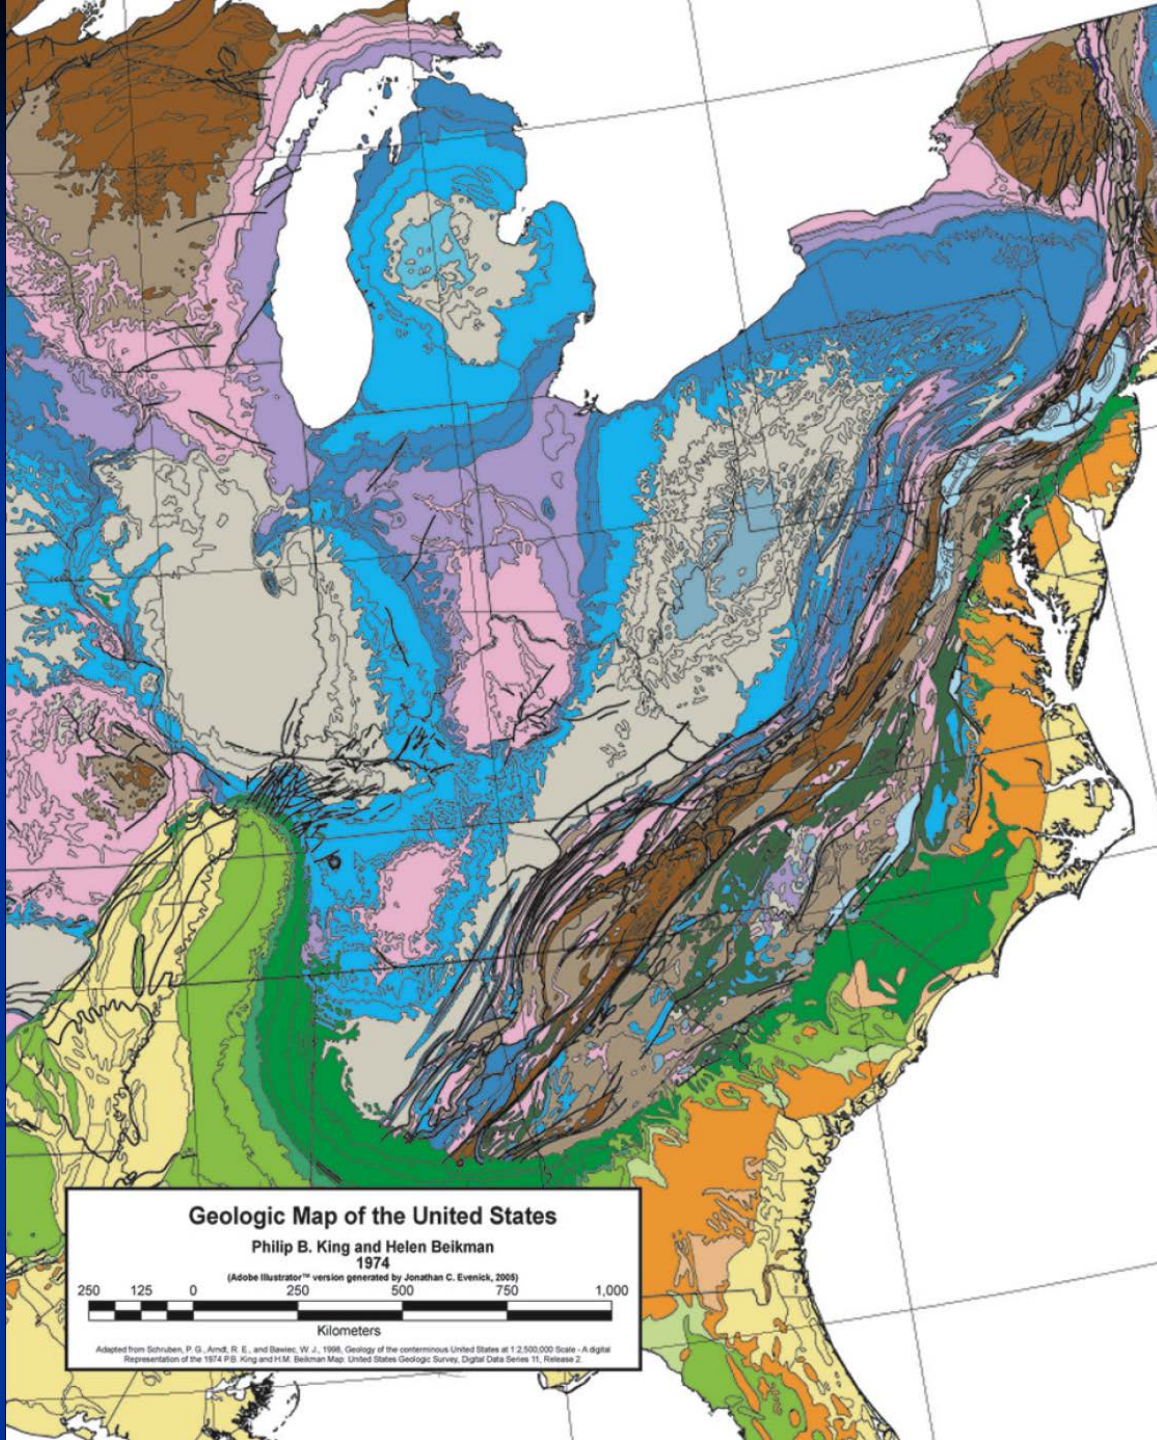 Geologic Map of the United States
Philip B. King and Helen Beikman
1974
(Adobe Illustrator™ version generated by Jonathan C. Evenick, 2005)
250 125 0 250 500 750 1,000
Kilometers
Adapted from Schruben, P. G., Arndt, R. E., and Bawiec, W. J., 1998, Geology of the conterminous United States at 1:2,500,000 Scale - A digital
Representation of the 1974 P.B. King and H.M. Beikman Map: United States Geologic Survey, Digital Data Series 11, Release 2.